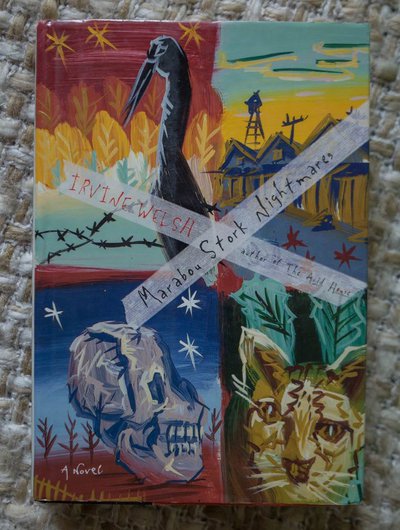 IRVINE WELSH
Marabou Stork Nightmares
author of The Acid House
A Novel